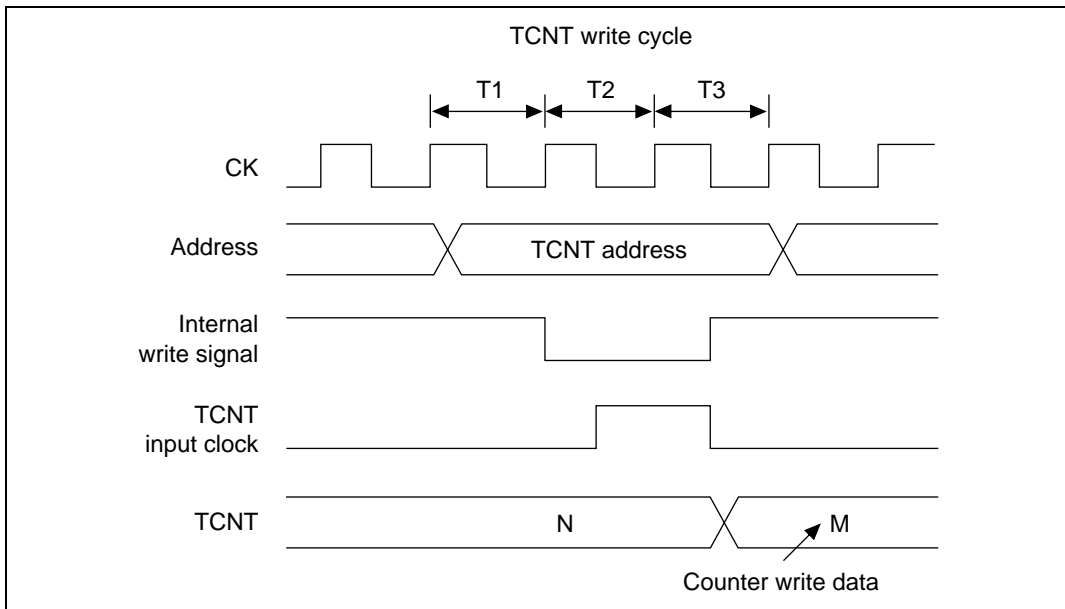 TCNT write cycle
T1 T2 T3
CK
Address
TCNT address
Internal
write signal
TCNT
input clock
TCNT
N
M
Counter write data